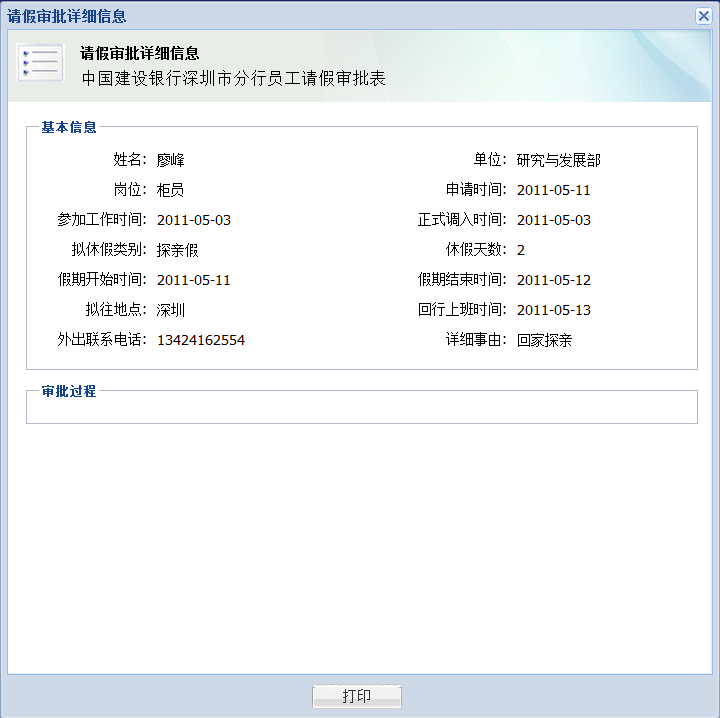 请假审批详细信息
请假审批详细信息
中国建设银行深圳市分行员工请假审批表
基本信息
姓名: 廖峰 单位: 研究与发展部
岗位: 柜员 申请时间: 2011-05-11
参加工作时间: 2011-05-03 正式调入时间: 2011-05-03
拟休假类别: 探亲假 休假天数: 2
假期开始时间: 2011-05-11 假期结束时间: 2011-05-12
拟往地点: 深圳 回行上班时间: 2011-05-13
外出联系电话: 13424162554 详细事由: 回家探亲
审批过程
打印